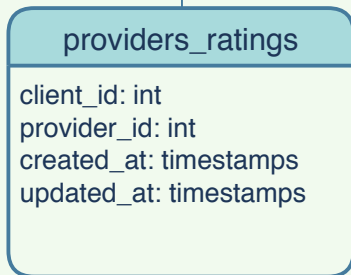 providers_ratings
client_id: int
provider_id: int
created_at: timestamps
updated_at: timestamps